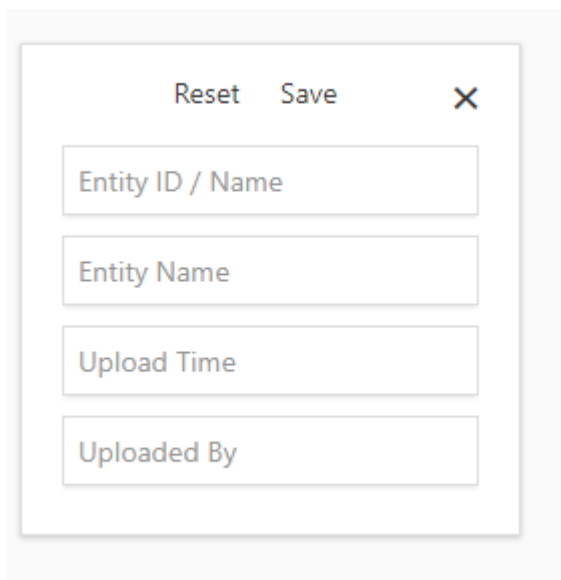 Reset Save ×
Entity ID / Name
Entity Name
Upload Time
Uploaded By